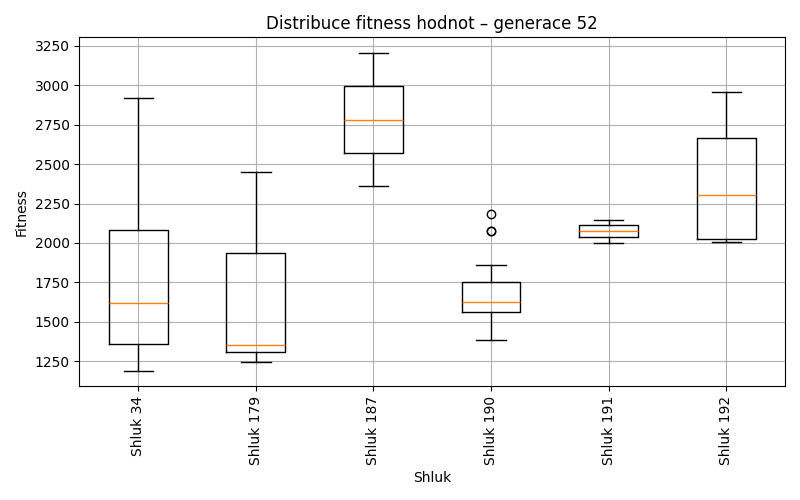 Distribuce fitness hodnot – generace 52
Fitness
3250
3000
2750
2500
2250
2000
1750
1500
1250
Shluk 34
Shluk 179
Shluk 187
Shluk 190
Shluk 191
Shluk 192
Shluk